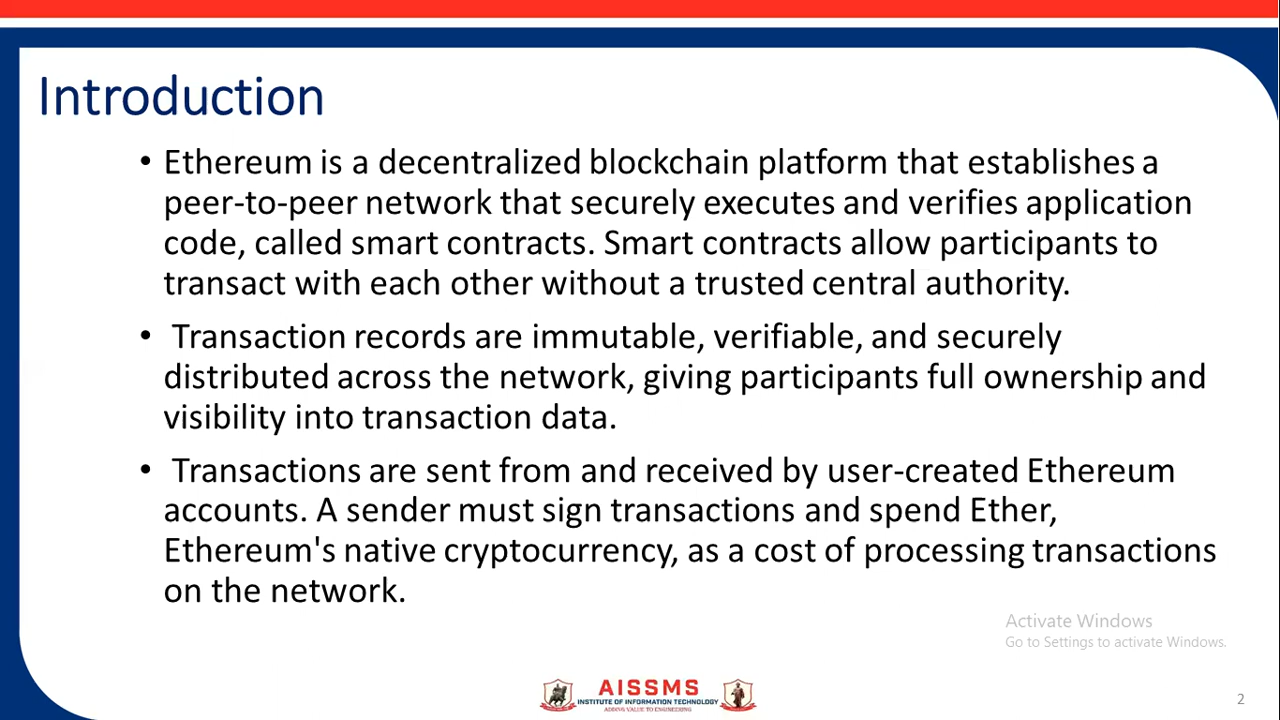 Introduction
• Ethereum is a decentralized blockchain platform that establishes a
peer-to-peer network that securely executes and verifies application
code, called smart contracts. Smart contracts allow participants to
transact with each other without a trusted central authority.
• Transaction records are immutable, verifiable, and securely
distributed across the network, giving participants full ownership and
visibility into transaction data.
• Transactions are sent from and received by user-created Ethereum
accounts. A sender must sign transactions and spend Ether,
Ethereum's native cryptocurrency, as a cost of processing transactions
on the network.
Activate Windows
Go to Settings to activate Windows.
AISSMS
INSTITUTE OF INFORMATION TECHNOLOGY
ADDING VALUE TO ENGINEERING
2